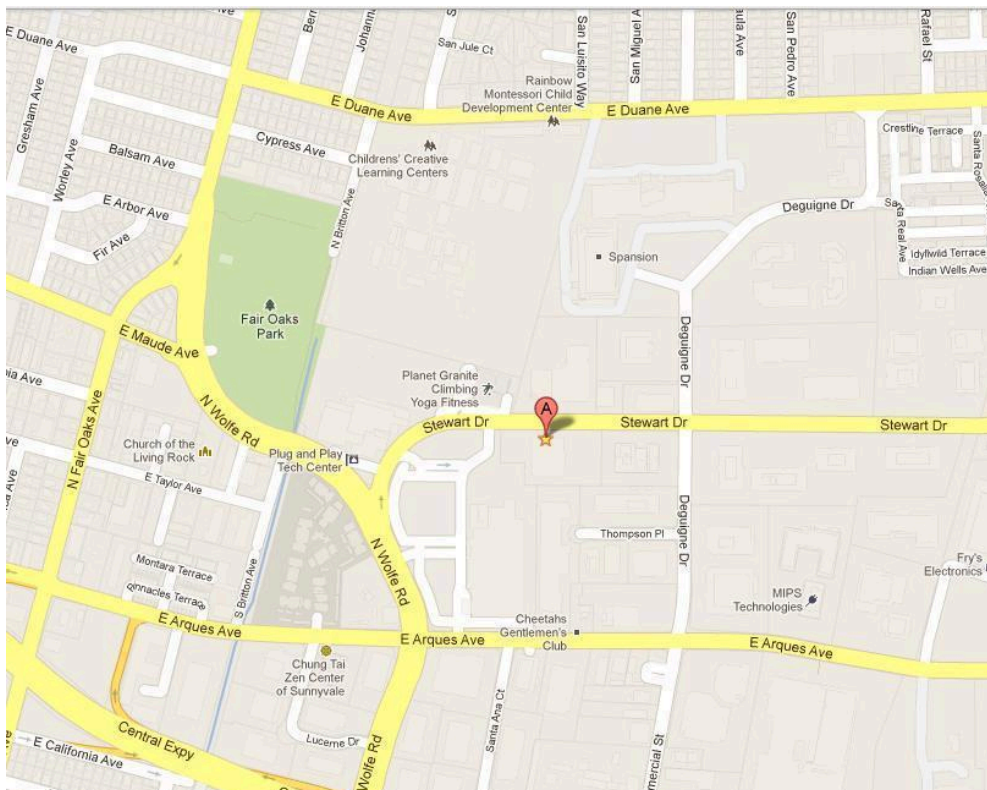 E Duane Ave
Johanna
San Jule Ct
San Luisito Way
San Pedro Ave
Rafael St
Gresham Ave
Worley Ave
E Duane Ave
Rainbow
Montessori Child
Development Center
E Duane Ave
Cypress Ave
Balsam Ave
Childrens' Creative
Learning Centers
Crestline Terrace
E Arbor Ave
Fir Ave
N Britton Ave
Deguigne Dr
Santa Real Ave
Spansion
Idyllwild Terrace
Indian Wells Ave
Fair Oaks
Park
E Maude Ave
Deguigne Dr
Planet Granite
Climbing
Yoga Fitness
N Wolfe Rd
N Fair Oaks Ave
A
Stewart Dr
Stewart Dr
Stewart Dr
Church of the
Living Rock
Plug and Play
Tech Center
E Taylor Ave
Deguigne Dr
Thompson Pl
N Wolfe Rd
Fry's
Electronics
Montara Terrace
Pinnacles Terrace
S Britton Ave
MIPS
Technologies
E Arques Ave
E Arques Ave
Cheetahs
Gentlemen's
Club
E Arques Ave
Chung Tai
Zen Center
of Sunnyvale
Santa Ana Ct
Lucerne Dr
Central Expy
E California Ave
Wolfe Rd